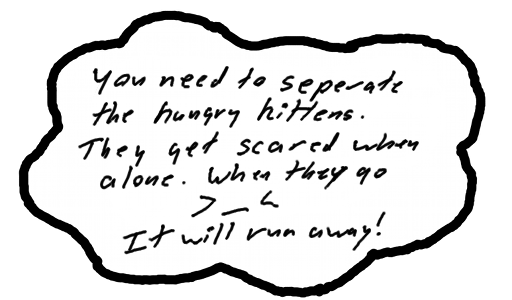 You need to seperate
the hungry kittens.
They get scared when
alone. When they go
>_<
It will run away!